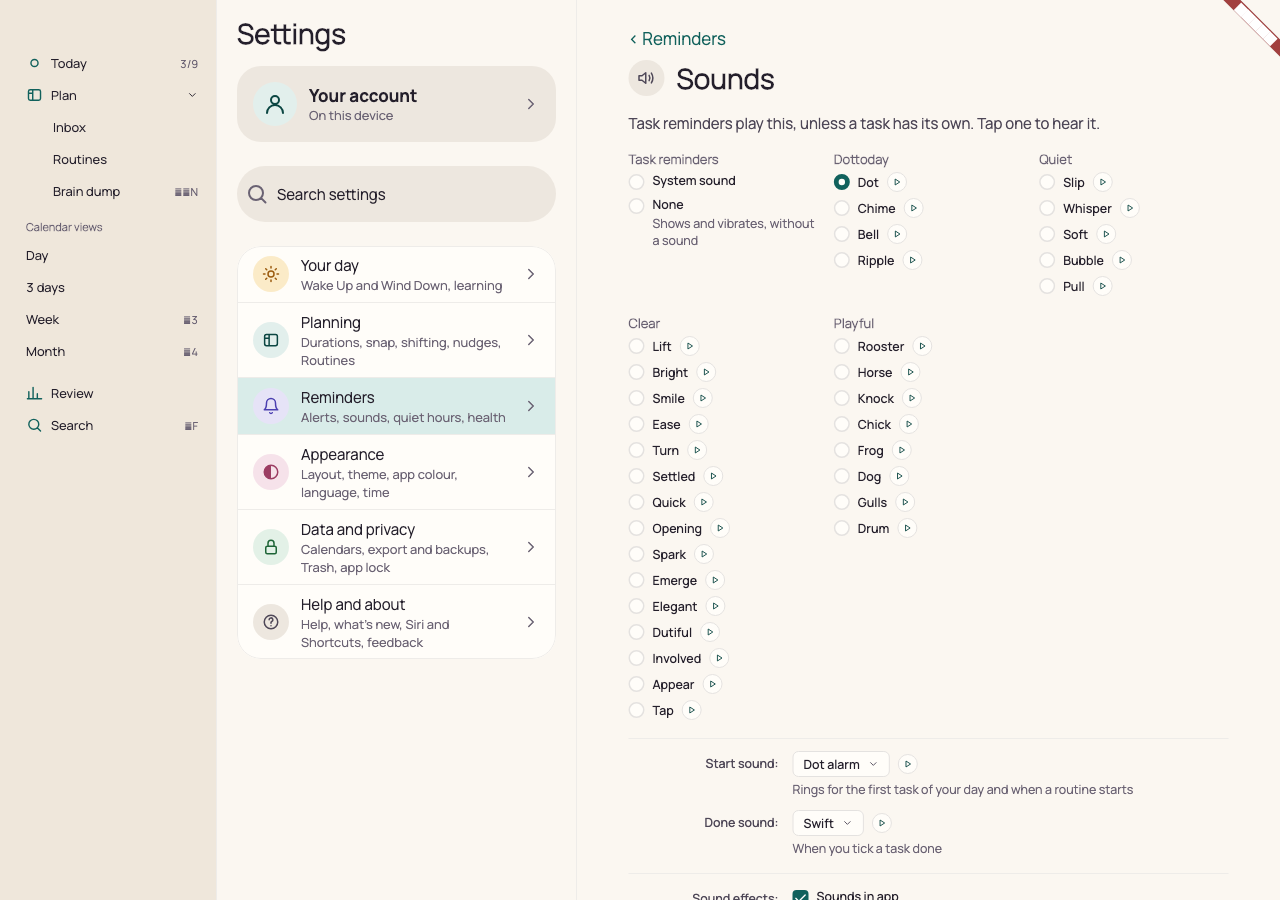 Today 3/9
Plan
Inbox
Routines
Brain dump N
Calendar views
Day
3 days
Week 3
Month 4
Review
Search F
Settings
Your account
On this device
Search settings
Your day
Wake Up and Wind Down, learning
Planning
Durations, snap, shifting, nudges,
Routines
Reminders
Alerts, sounds, quiet hours, health
Appearance
Layout, theme, app colour,
language, time
Data and privacy
Calendars, export and backups,
Trash, app lock
Help and about
Help, what's new, Siri and
Shortcuts, feedback
‹ Reminders
Sounds
Task reminders play this, unless a task has its own. Tap one to hear it.
Task reminders
System sound
None
Shows and vibrates, without
a sound
Dottoday
Dot
Chime
Bell
Ripple
Quiet
Slip
Whisper
Soft
Bubble
Pull
Clear
Lift
Bright
Smile
Ease
Turn
Settled
Quick
Opening
Spark
Emerge
Elegant
Dutiful
Involved
Appear
Tap
Playful
Rooster
Horse
Knock
Chick
Frog
Dog
Gulls
Drum
Start sound: Dot alarm
Rings for the first task of your day and when a routine starts
Done sound: Swift
When you tick a task done
Sound effects: Sounds in app